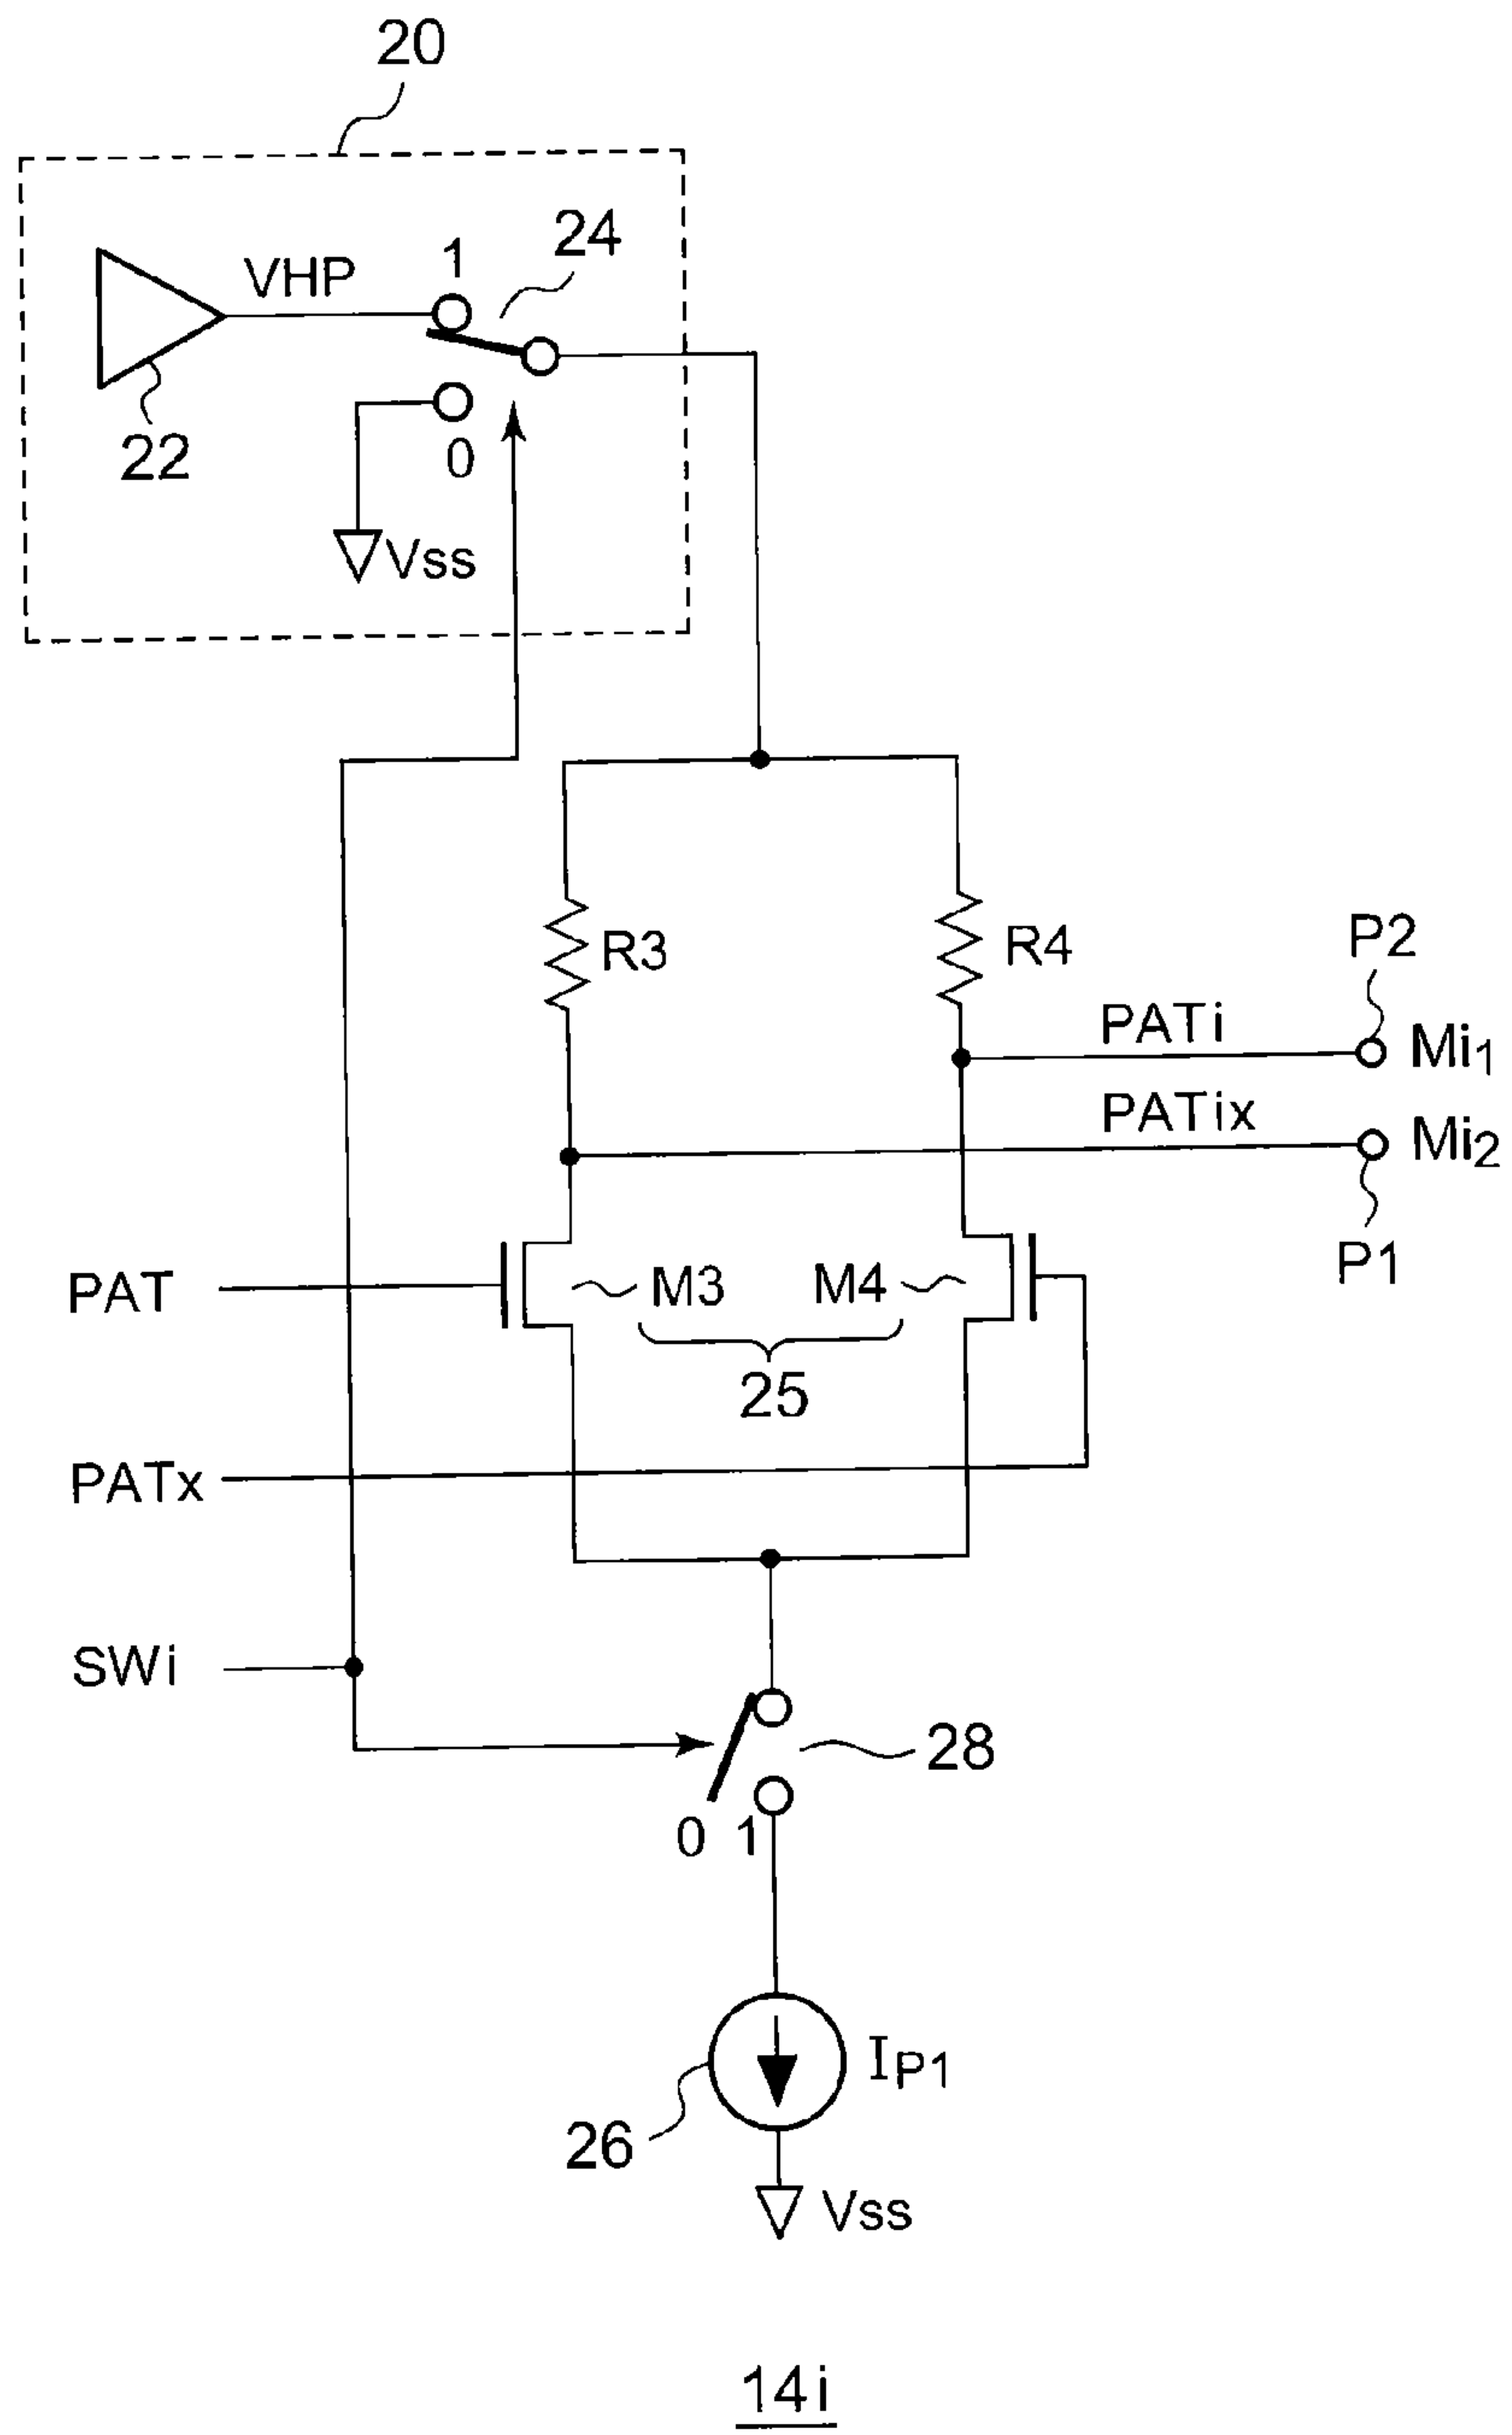 20
24
1
VHP
22
0
Vss
R3
R4
P2
PATi
Mi1
PATix
Mi2
P1
PAT
M3
M4
25
PATx
SWi
28
0 1
IP1
26
Vss
14i